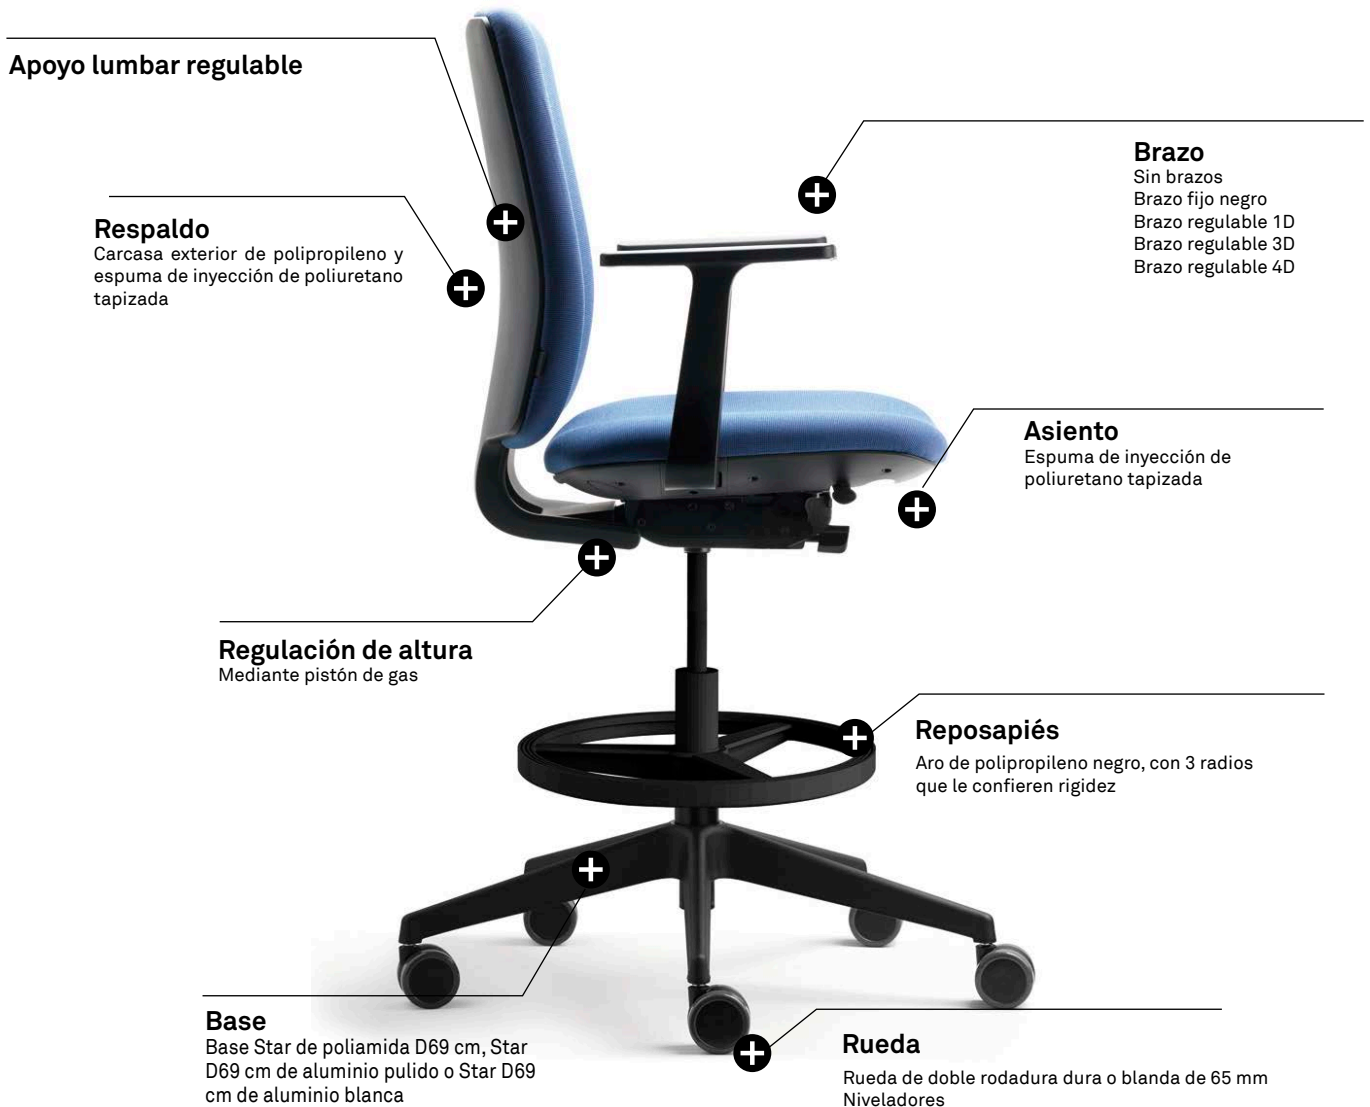 Apoyo lumbar regulable
Respaldo
Carcasa exterior de polipropileno y
espuma de inyección de poliuretano
tapizada
Brazo
Sin brazos
Brazo fijo negro
Brazo regulable 1D
Brazo regulable 3D
Brazo regulable 4D
Asiento
Espuma de inyección de
poliuretano tapizada
Regulación de altura
Mediante pistón de gas
Reposapiés
Aro de polipropileno negro, con 3 radios
que le confieren rigidez
Base
Base Star de poliamida D69 cm, Star
D69 cm de aluminio pulido o Star D69
cm de aluminio blanca
Rueda
Rueda de doble rodadura dura o blanda de 65 mm
Niveladores